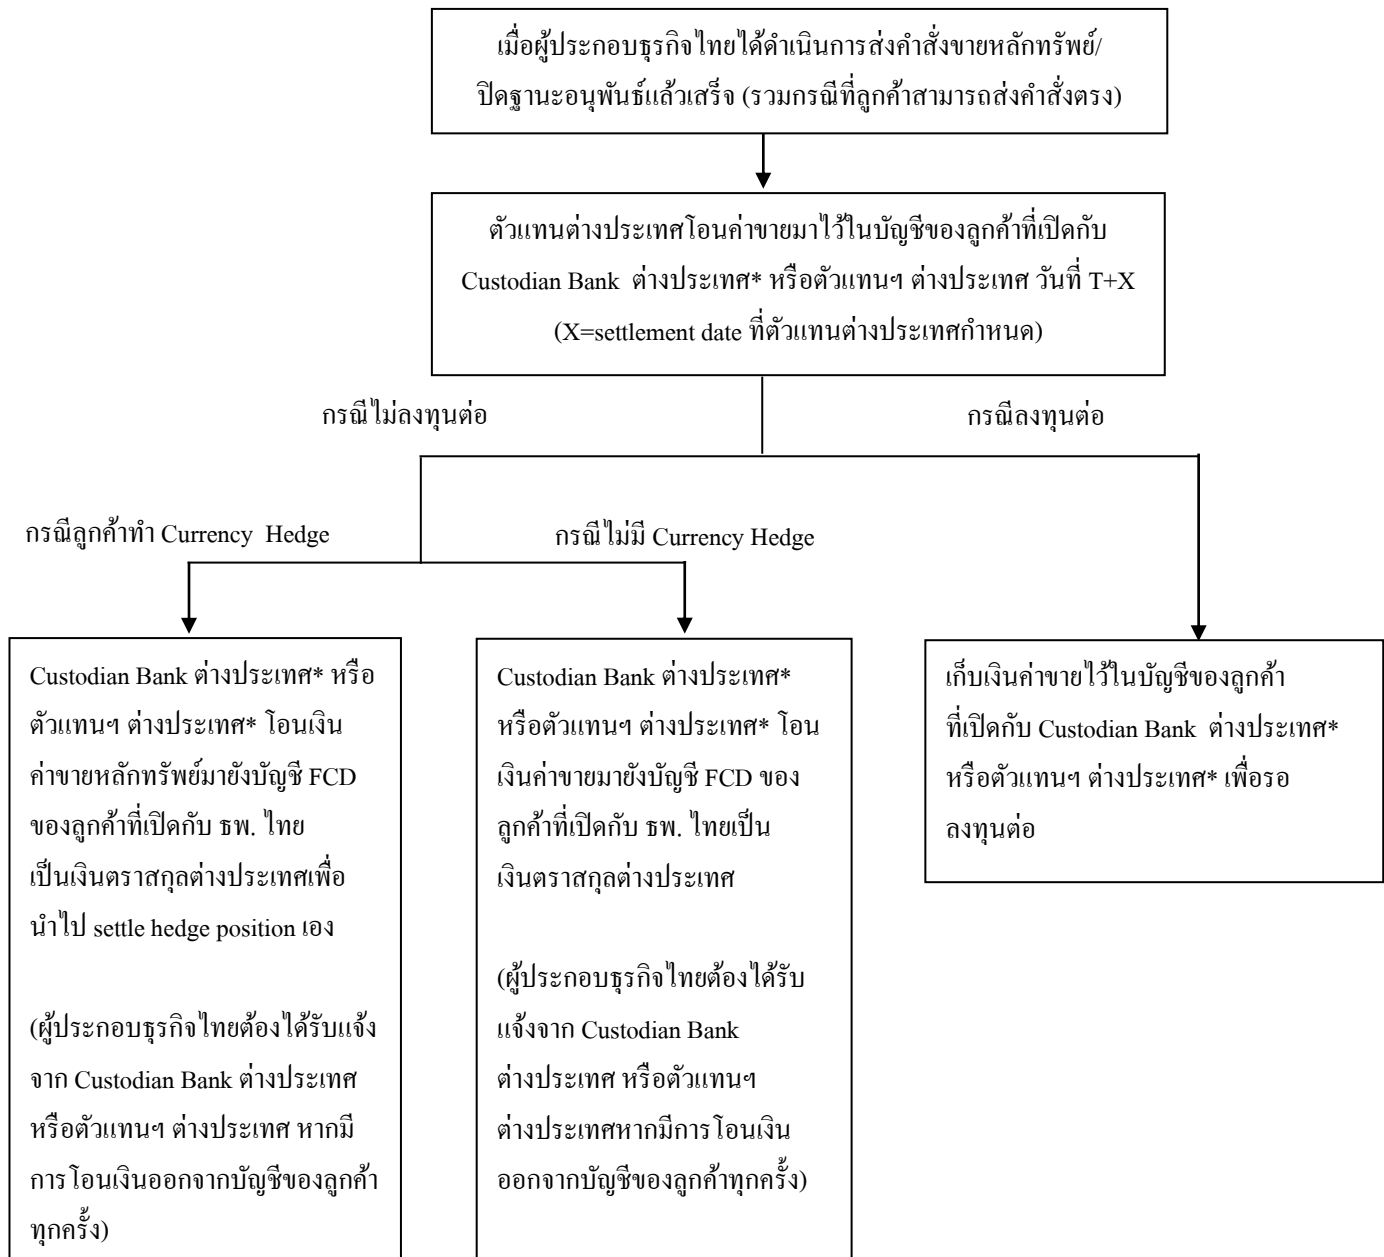 เมื่อผู้ประกอบธุรกิจไทยได้ดำเนินการส่งคำสั่งขายหลักทรัพย์/
ปิดฐานะอนุพันธ์แล้วเสร็จ (รวมกรณีที่ลูกค้าสามารถส่งคำสั่งตรง)
ตัวแทนต่างประเทศโอนค่าขายมาไว้ในบัญชีของลูกค้าที่เปิดกับ
Custodian Bank ต่างประเทศ* หรือตัวแทนฯ ต่างประเทศ วันที่ T+X
(X=settlement date ที่ตัวแทนต่างประเทศกำหนด)
กรณีไม่ลงทุนต่อ
กรณีลงทุนต่อ
กรณีลูกค้าทำ Currency Hedge
กรณีไม่มี Currency Hedge
Custodian Bank ต่างประเทศ* หรือ
ตัวแทนฯ ต่างประเทศ* โอนเงิน
ค่าขายหลักทรัพย์มายังบัญชี FCD
ของลูกค้าที่เปิดกับ ธพ. ไทย
เป็นเงินตราสกุลต่างประเทศเพื่อ
นำไป settle hedge position เอง
(ผู้ประกอบธุรกิจไทยต้องได้รับแจ้ง
จาก Custodian Bank ต่างประเทศ
หรือตัวแทนฯ ต่างประเทศ หากมี
การโอนเงินออกจากบัญชีของลูกค้า
ทุกครั้ง)
Custodian Bank ต่างประเทศ*
หรือตัวแทนฯ ต่างประเทศ* โอน
เงินค่าขายมายังบัญชี FCD ของ
ลูกค้าที่เปิดกับ ธพ. ไทยเป็น
เงินตราสกุลต่างประเทศ
(ผู้ประกอบธุรกิจไทยต้องได้รับ
แจ้งจาก Custodian Bank
ต่างประเทศ หรือตัวแทนฯ
ต่างประเทศหากมีการโอนเงิน
ออกจากบัญชีของลูกค้าทุกครั้ง)
เก็บเงินค่าขายไว้ในบัญชีของลูกค้า
ที่เปิดกับ Custodian Bank ต่างประเทศ*
หรือตัวแทนฯ ต่างประเทศ* เพื่อรอ
ลงทุนต่อ